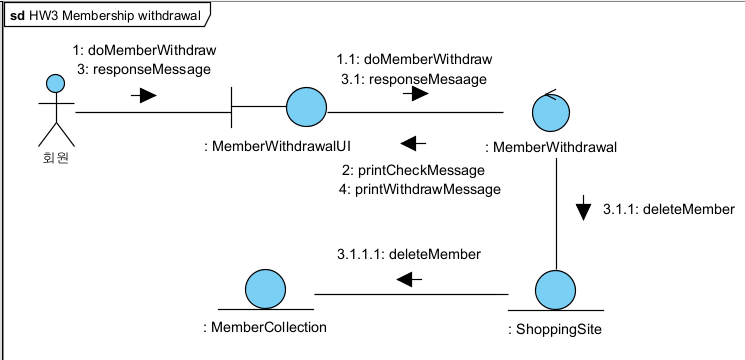 sd HW3 Membership withdrawal
1: doMemberWithdraw
3: responseMessage
1.1: doMemberWithdraw
3.1: responseMesaage
회원
: MemberWithdrawalUI
: MemberWithdrawal
2: printCheckMessage
4: printWithdrawMessage
3.1.1: deleteMember
3.1.1.1: deleteMember
: MemberCollection
: ShoppingSite